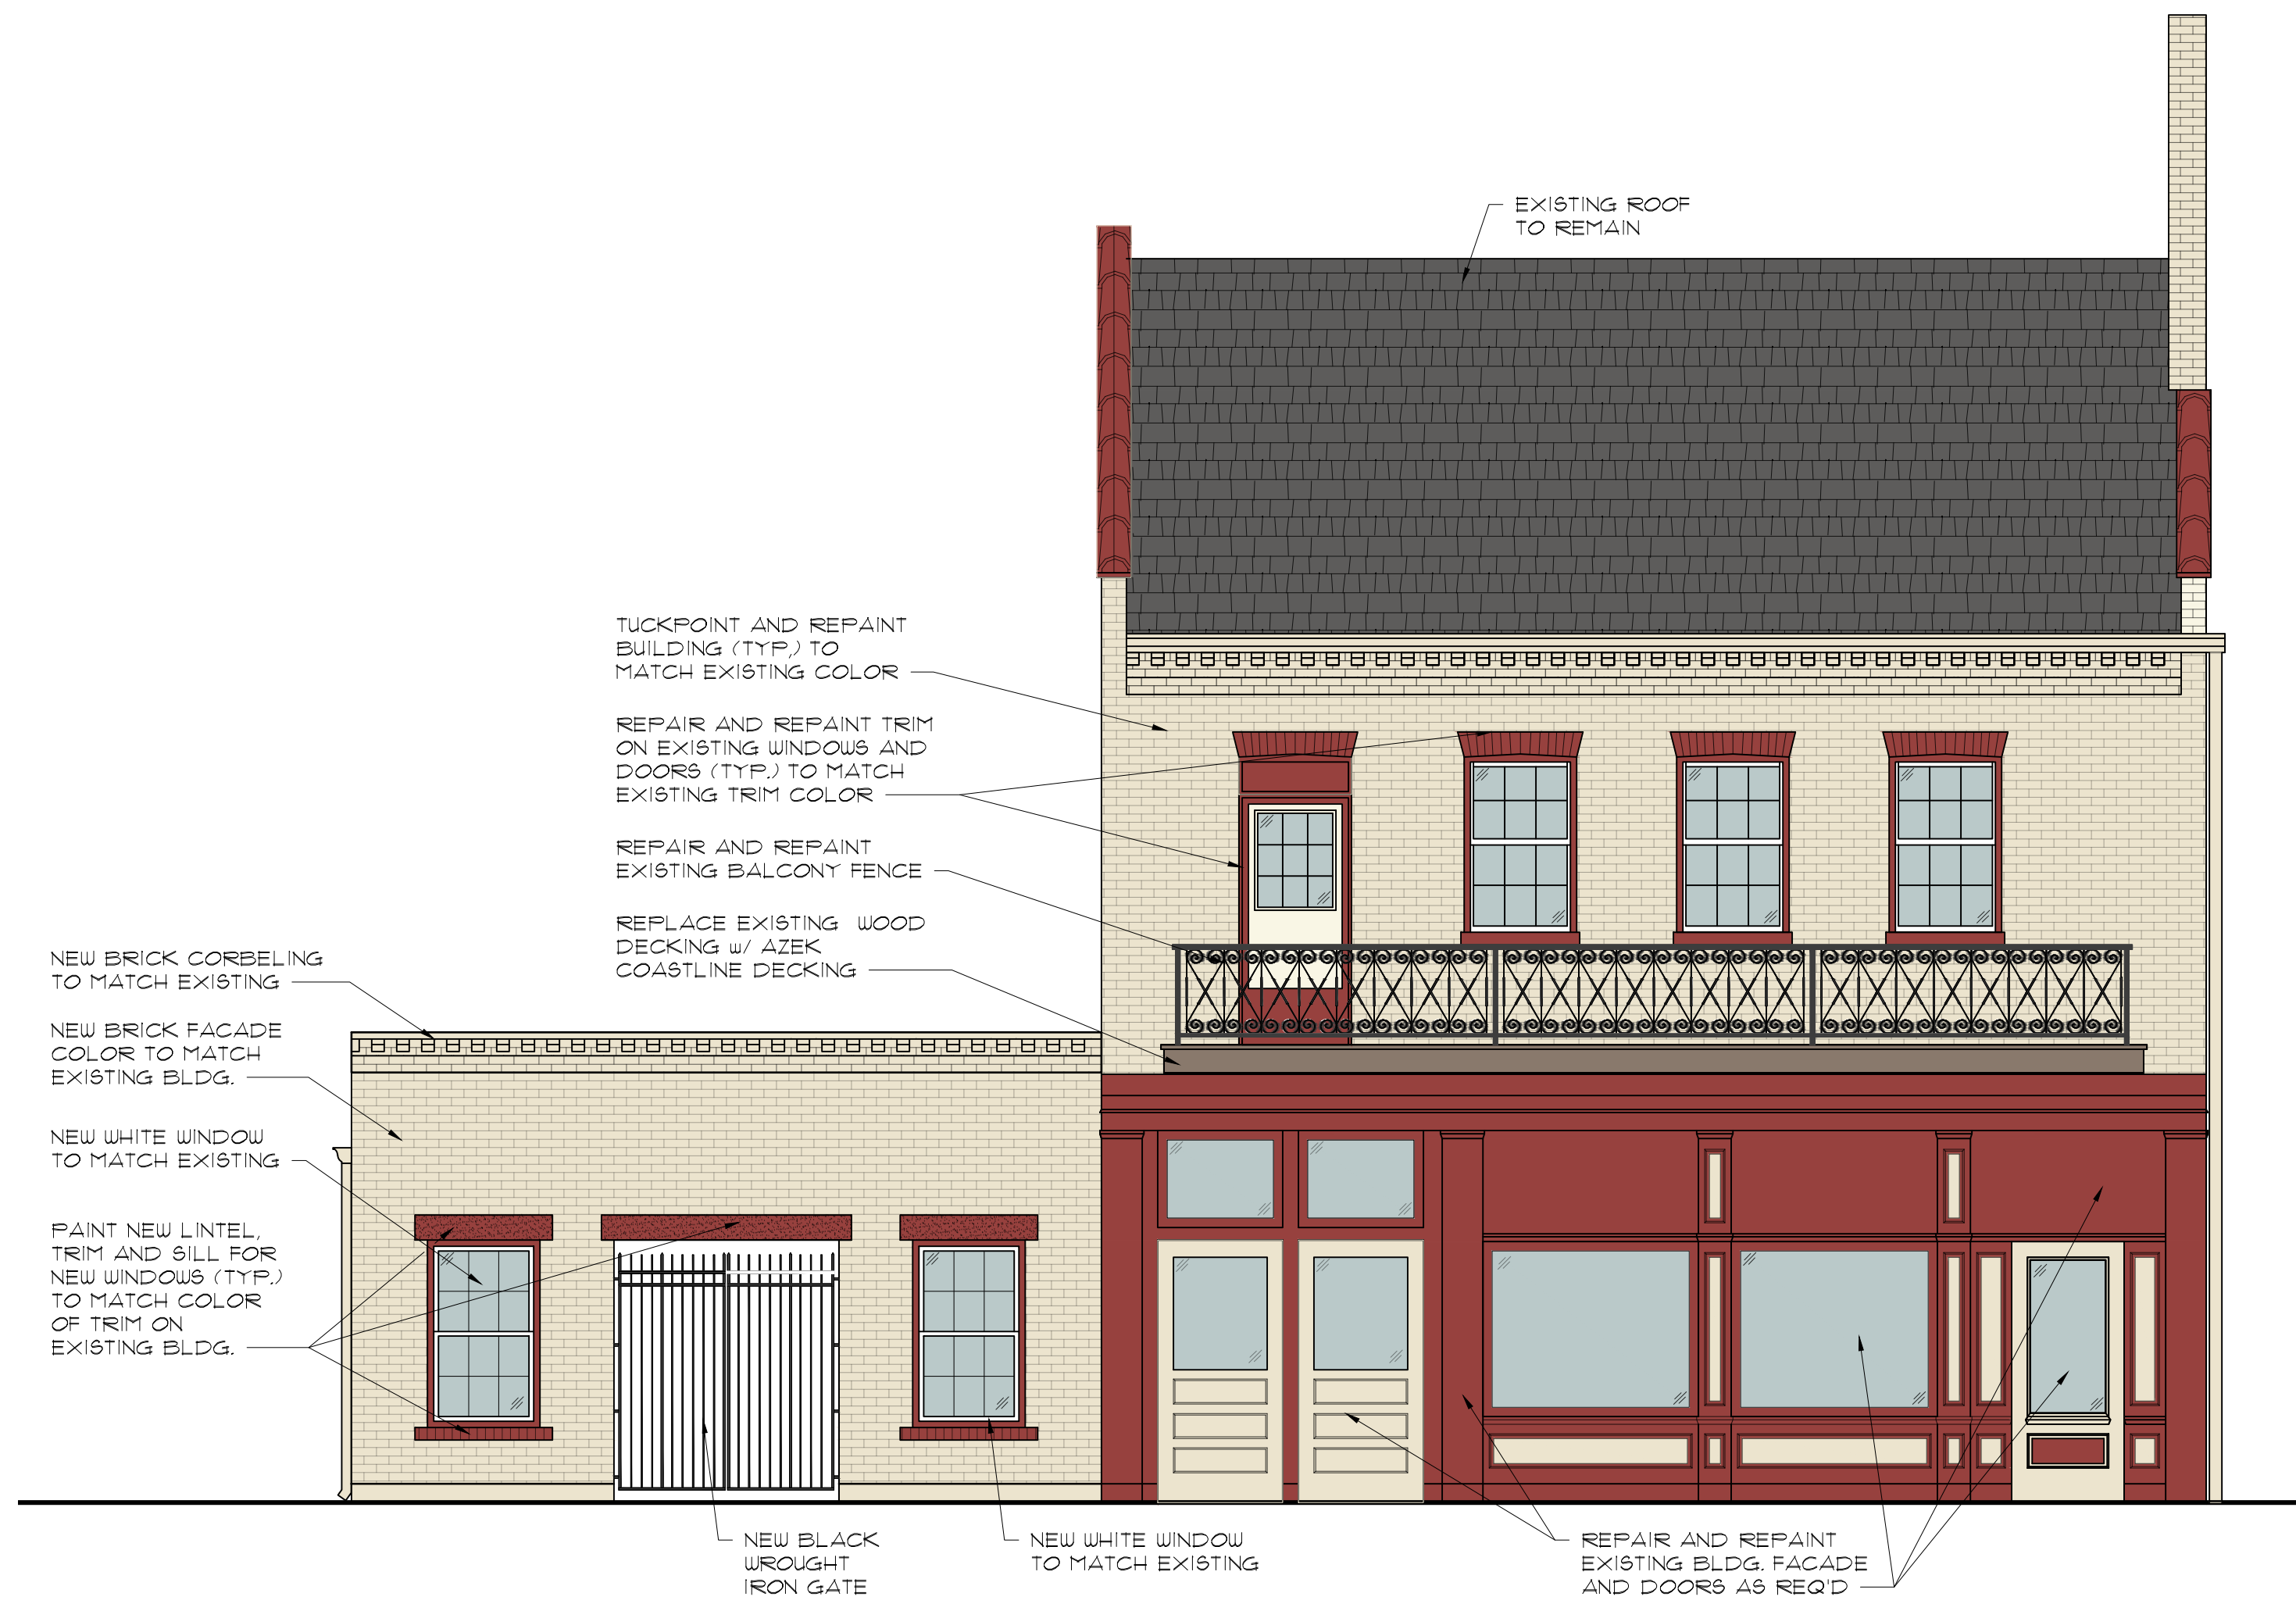 EXISTING ROOF
TO REMAIN
TUCKPOINT AND REPAINT
BUILDING (TYP,) TO
MATCH EXISTING COLOR
REPAIR AND REPAINT TRIM
ON EXISTING WINDOWS AND
DOORS (TYP.) TO MATCH
EXISTING TRIM COLOR
REPAIR AND REPAINT
EXISTING BALCONY FENCE
REPLACE EXISTING WOOD
DECKING w/ AZEK
COASTLINE DECKING
NEW BRICK CORBELING
TO MATCH EXISTING
NEW BRICK FACADE
COLOR TO MATCH
EXISTING BLDG.
NEW WHITE WINDOW
TO MATCH EXISTING
PAINT NEW LINTEL,
TRIM AND SILL FOR
NEW WINDOWS (TYP.)
TO MATCH COLOR
OF TRIM ON
EXISTING BLDG.
NEW BLACK
WROUGHT
IRON GATE
NEW WHITE WINDOW
TO MATCH EXISTING
REPAIR AND REPAINT
EXISTING BLDG. FACADE
AND DOORS AS REQ'D